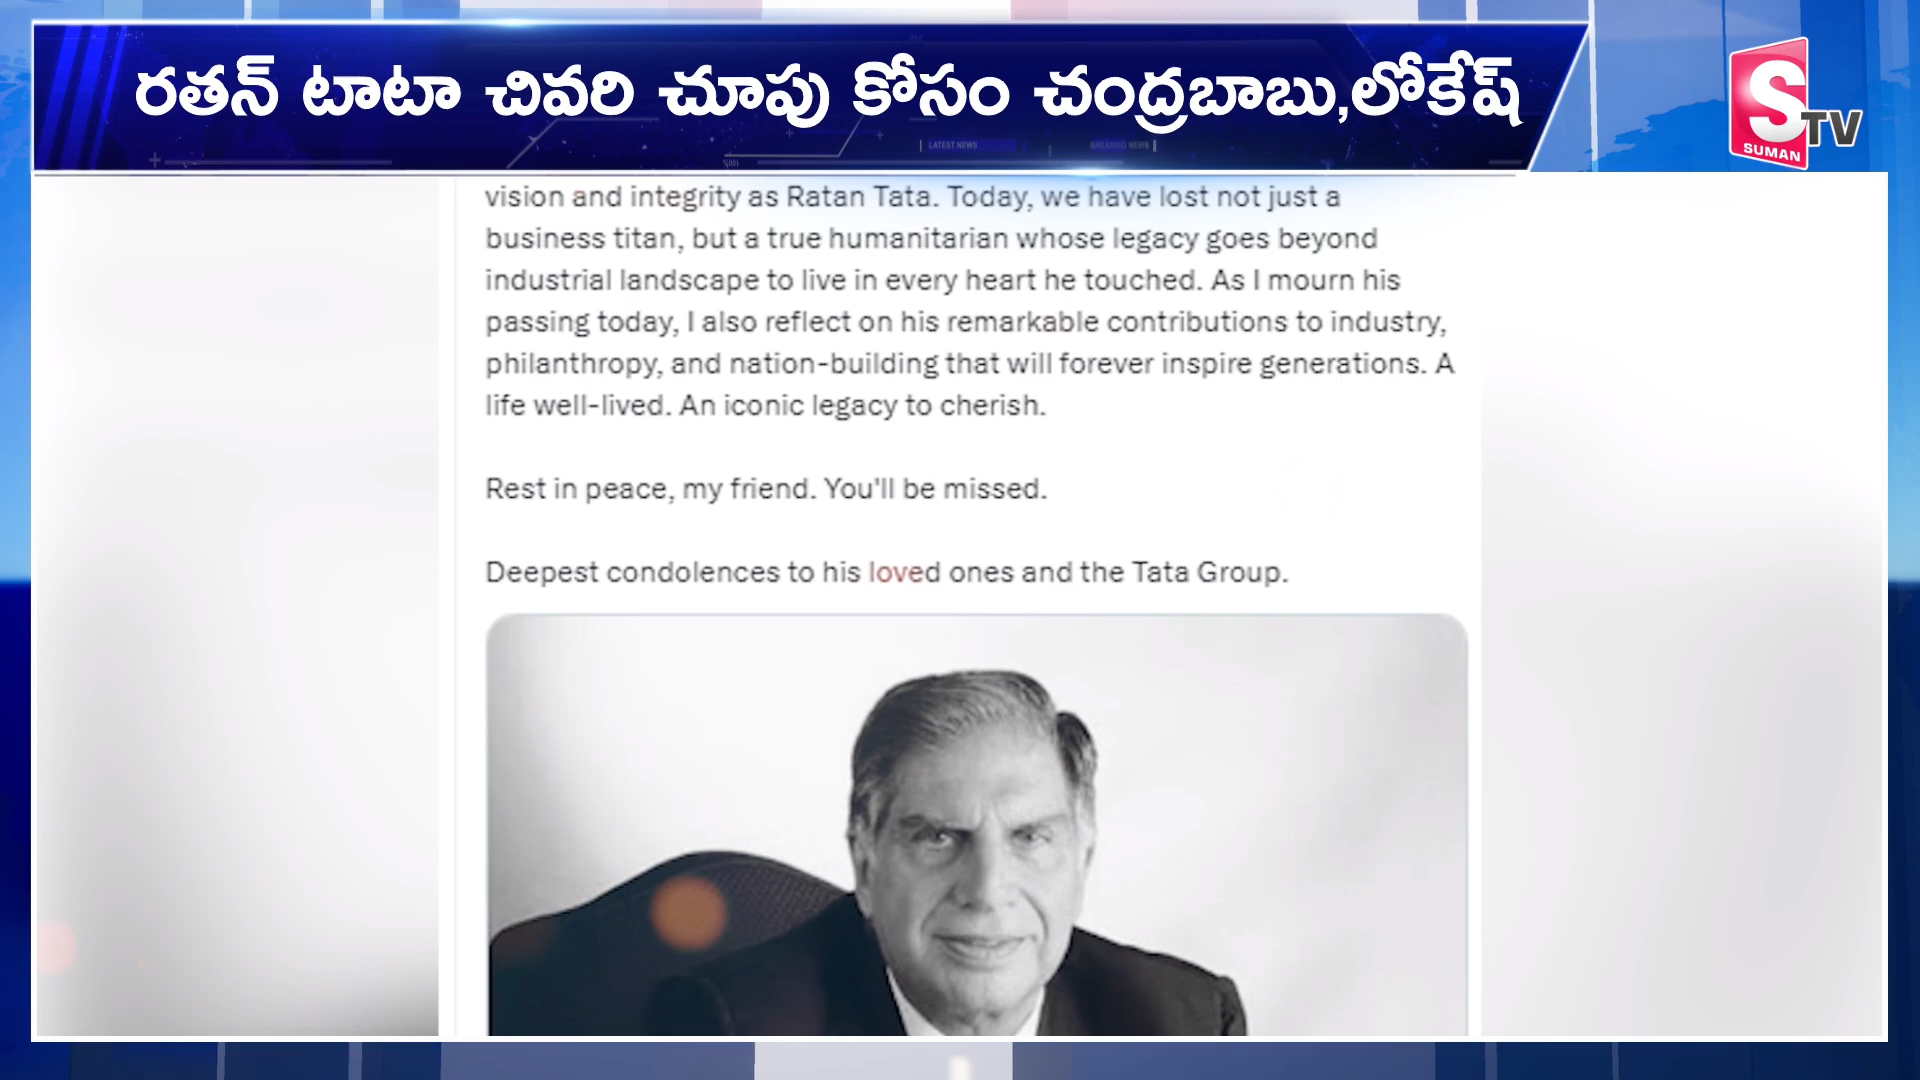 రతన్ టాటా చివరి చూపు కోసం చంద్రబాబు,లోకేష్
S TV
SUMAN
LATEST NEWS
BREAKING NEWS
vision and integrity as Ratan Tata. Today, we have lost not just a
business titan, but a true humanitarian whose legacy goes beyond
industrial landscape to live in every heart he touched. As I mourn his
passing today, I also reflect on his remarkable contributions to industry,
philanthropy, and nation-building that will forever inspire generations. A
life well-lived. An iconic legacy to cherish.
Rest in peace, my friend. You'll be missed.
Deepest condolences to his loved ones and the Tata Group.